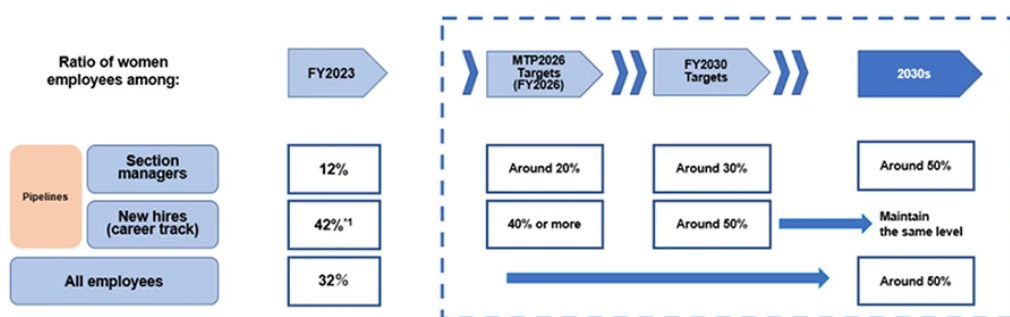 Ratio of women
employees among:
FY2023
MTP2026
Targets
(FY2026)
FY2030
Targets
2030s
Pipelines
Section
managers
12%
Around 20%
Around 30%
Around 50%
New hires
(career track)
42%*1
40% or more
Around 50%
Maintain
the same level
All employees
32%
Around 50%